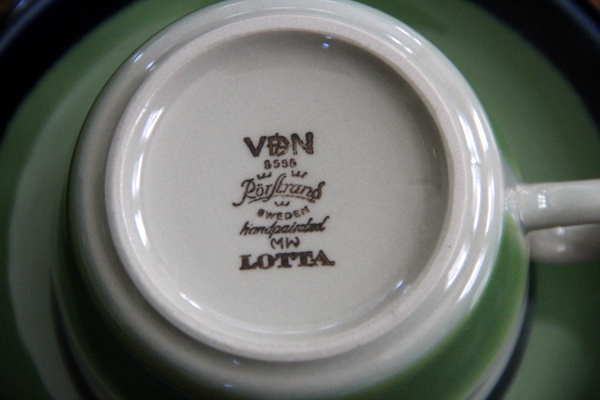 VDN
Rörstrand
SWEDEN
handpainted
MW
LOTTA